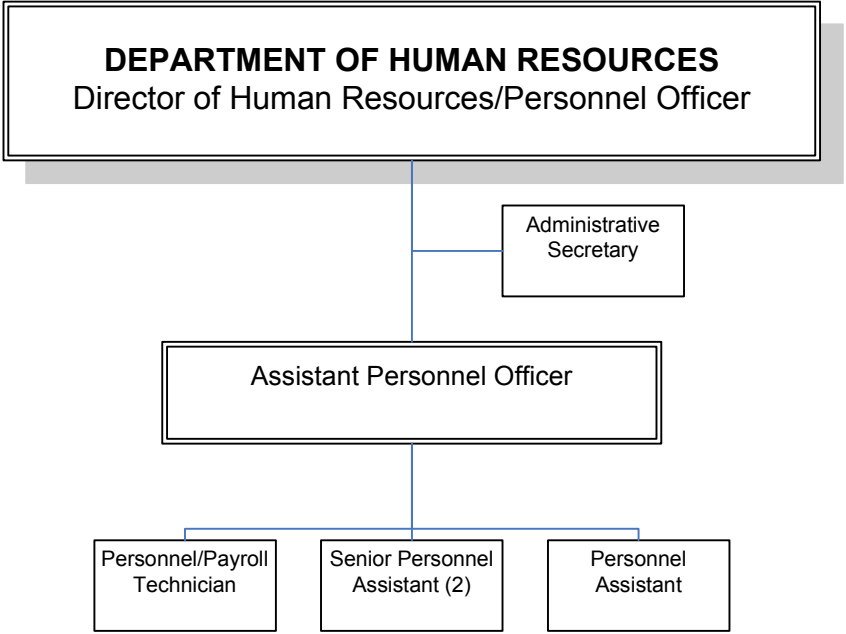 DEPARTMENT OF HUMAN RESOURCES
Director of Human Resources/Personnel Officer
Administrative
Secretary
Assistant Personnel Officer
Personnel/Payroll
Technician
Senior Personnel
Assistant (2)
Personnel
Assistant